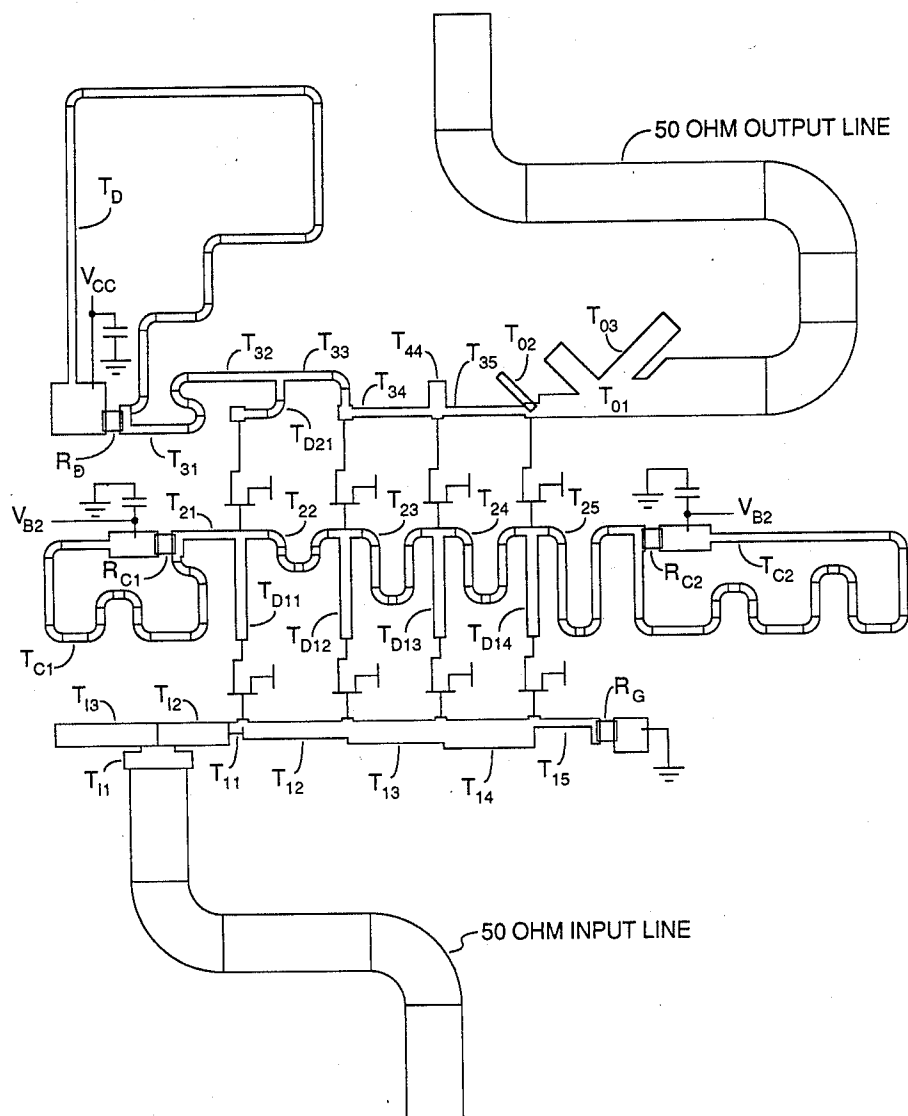 50 OHM OUTPUT LINE
T_D
V_CC
T_03
T_02
T_44
T_32
T_33
T_35
T_34
T_01
T_D21
R_D
T_31
T_21
T_22
T_23
T_24
T_25
V_B2
V_B2
R_C1
R_C2
T_C2
T_D11
T_D12
T_D13
T_D14
T_C1
R_G
T_I3
T_I2
T_I1
T_11
T_12
T_13
T_14
T_15
50 OHM INPUT LINE